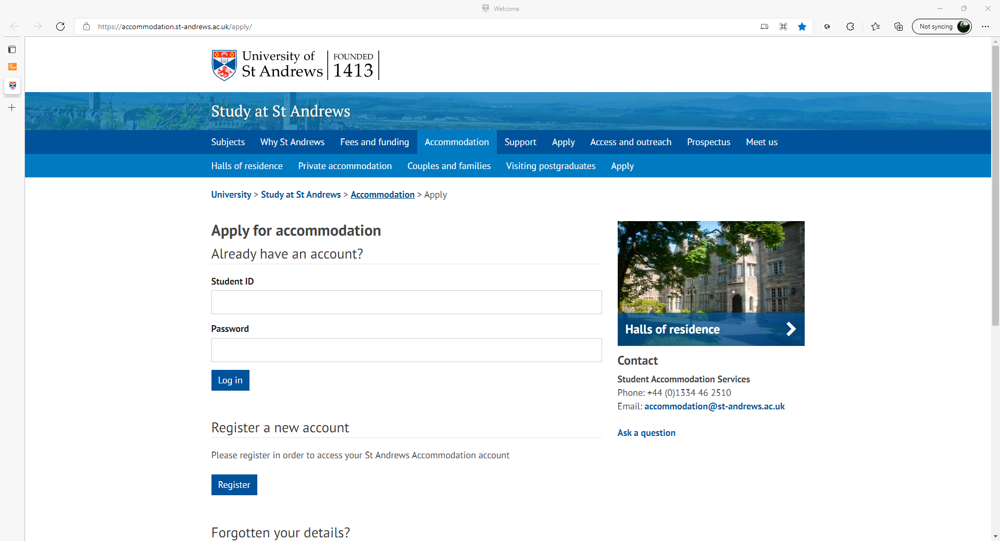 Welcome
https://accommodation.st-andrews.ac.uk/apply/
Not syncing
University of
St Andrews
FOUNDED
1413
Study at St Andrews
Subjects Why St Andrews Fees and funding Accommodation Support Apply Access and outreach Prospectus Meet us
Halls of residence Private accommodation Couples and families Visiting postgraduates Apply
University > Study at St Andrews > Accommodation > Apply
Apply for accommodation
Already have an account?
Student ID
Password
Log in
Register a new account
Please register in order to access your St Andrews Accommodation account
Register
Forgotten your details?
Halls of residence
Contact
Student Accommodation Services
Phone: +44 (0)1334 46 2510
Email: accommodation@st-andrews.ac.uk
Ask a question